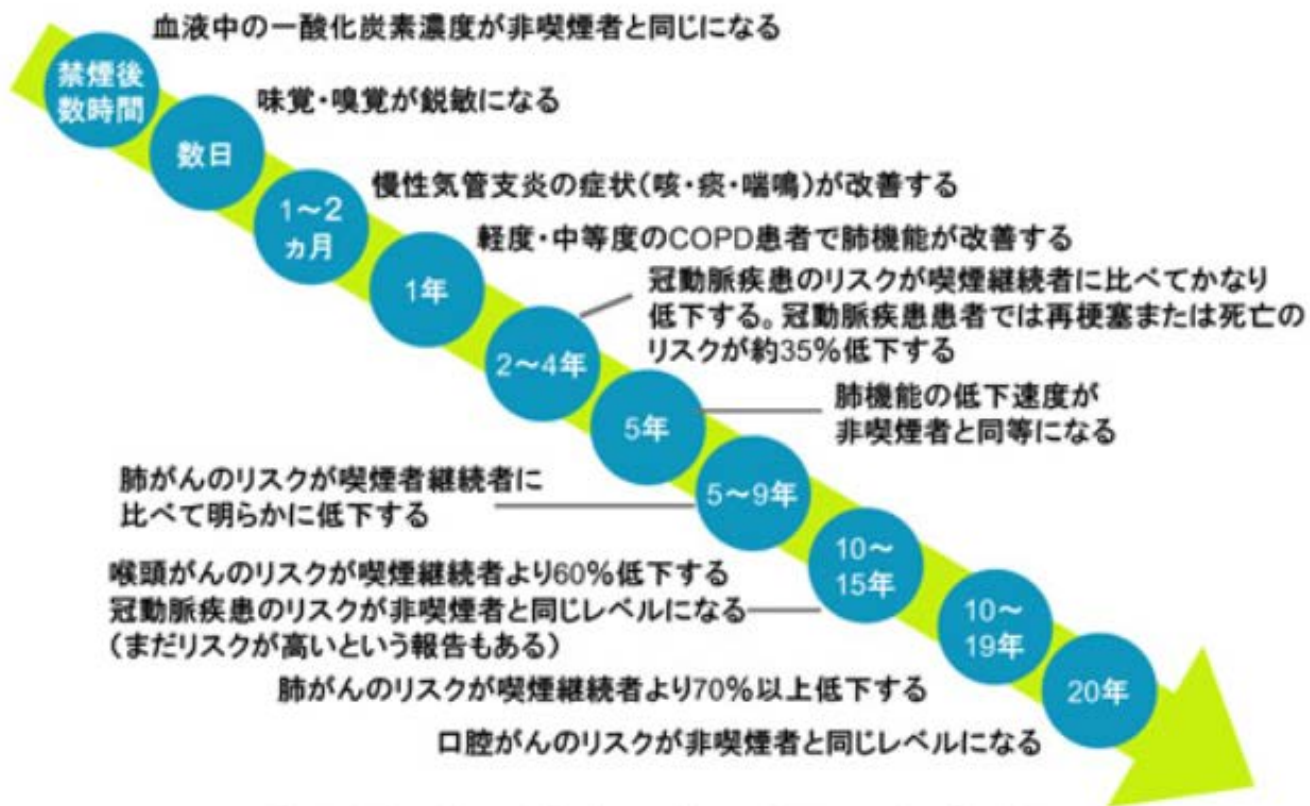 血液中の一酸化炭素濃度が非喫煙者と同じになる
禁煙後
数時間
味覚・嗅覚が鋭敏になる
数日
慢性気管支炎の症状(咳・痰・喘鳴)が改善する
1～2
ヵ月
軽度・中等度のCOPD患者で肺機能が改善する
1年
冠動脈疾患のリスクが喫煙継続者に比べてかなり
低下する。冠動脈疾患患者では再梗塞または死亡の
リスクが約35%低下する
2～4年
肺機能の低下速度が
非喫煙者と同等になる
5年
肺がんのリスクが喫煙者継続者に
比べて明らかに低下する
5～9年
喉頭がんのリスクが喫煙継続者より60%低下する
冠動脈疾患のリスクが非喫煙者と同じレベルになる
(まだリスクが高いという報告もある)
10～
15年
肺がんのリスクが喫煙継続者より70%以上低下する
10～
19年
口腔がんのリスクが非喫煙者と同じレベルになる
20年